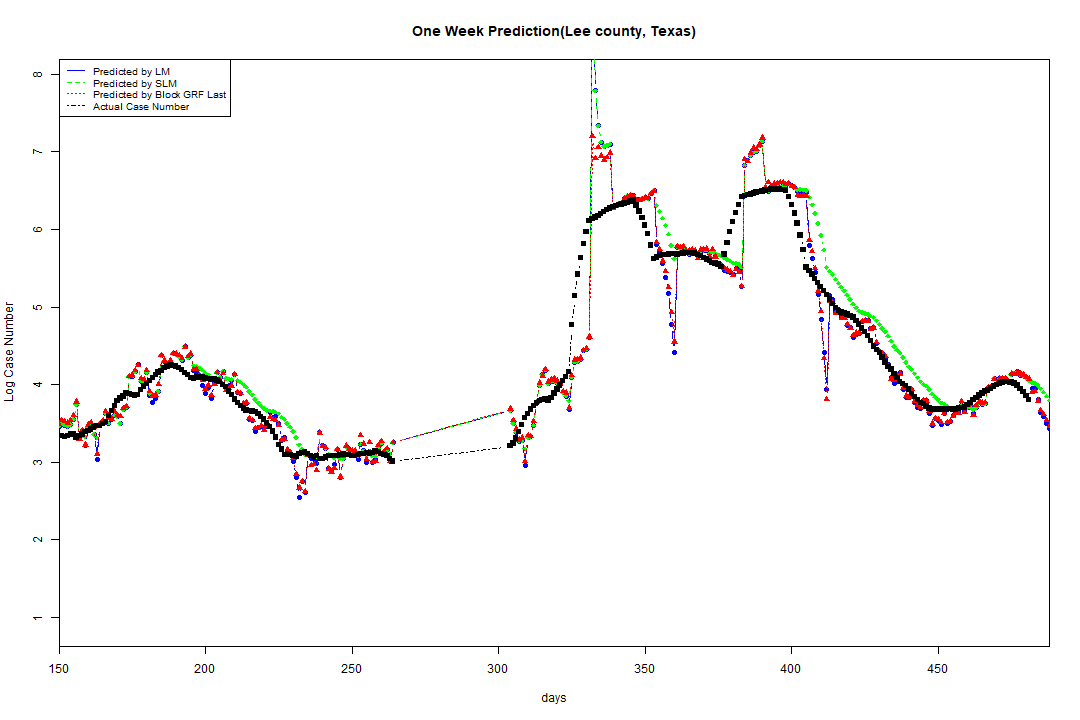 One Week Prediction(Lee county, Texas)
Predicted by LM
Predicted by SLM
Predicted by Block GRF Last
Actual Case Number
8
7
6
5
4
3
2
1
Log Case Number
150 200 250 300 350 400 450
days